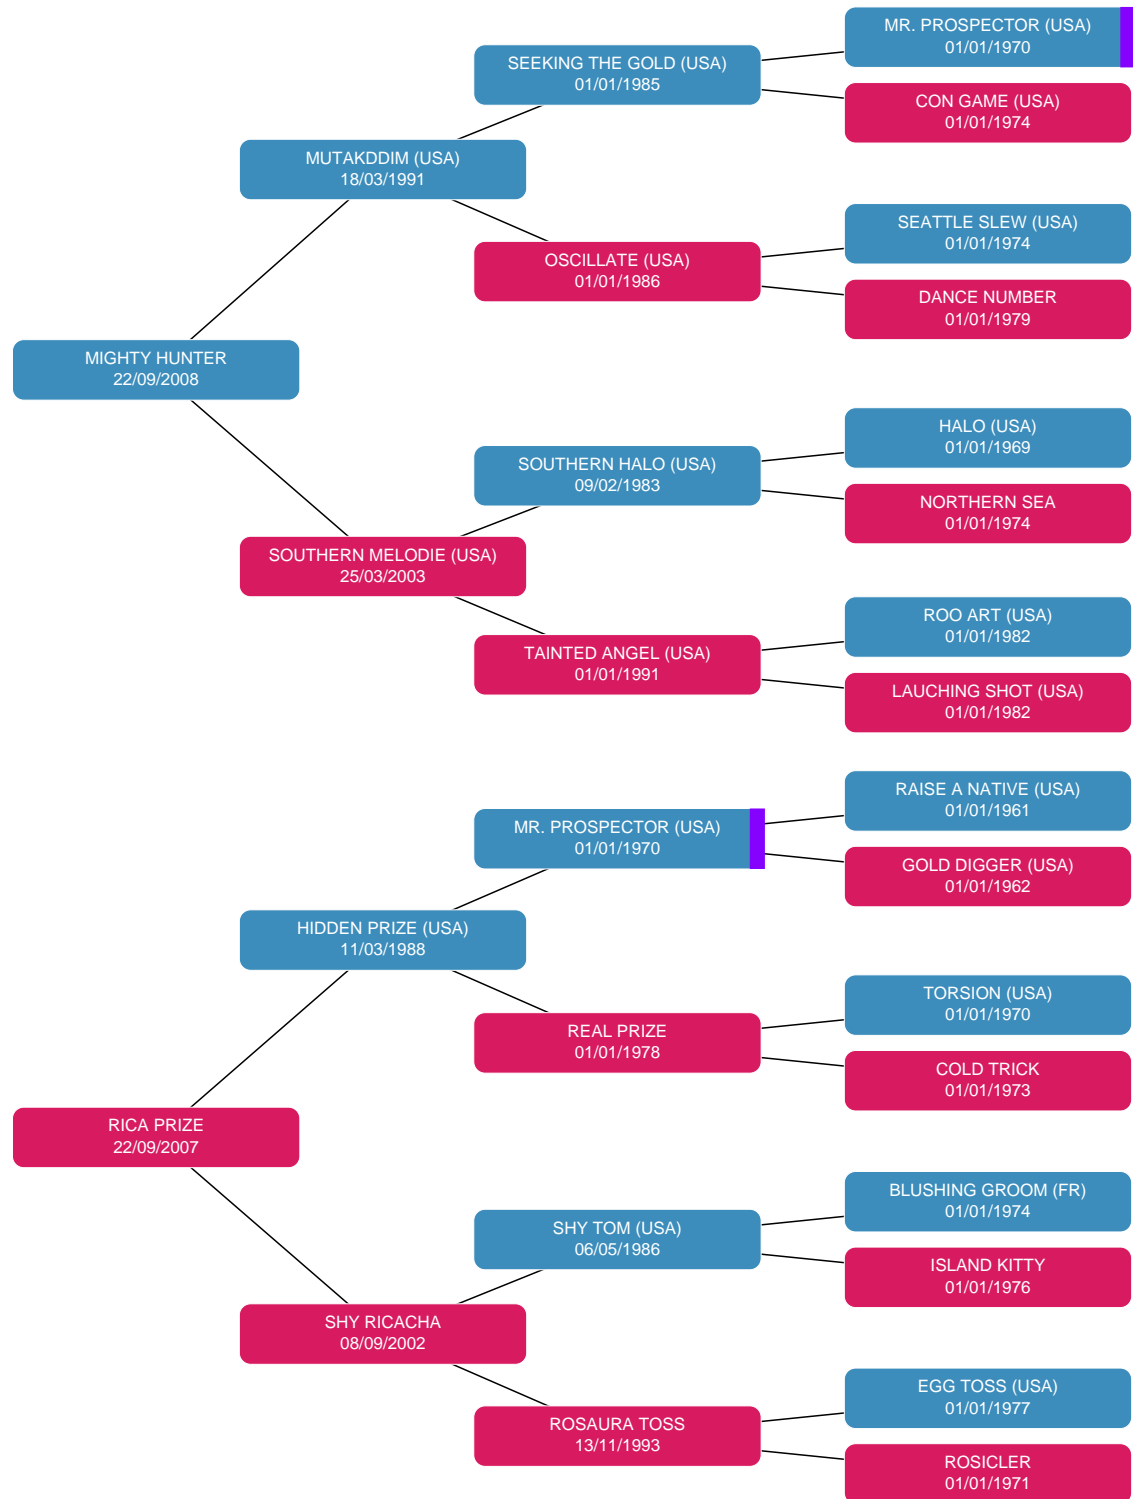 MR. PROSPECTOR (USA)
01/01/1970
SEEKING THE GOLD (USA)
01/01/1985
CON GAME (USA)
01/01/1974
MUTAKDDIM (USA)
18/03/1991
SEATTLE SLEW (USA)
01/01/1974
OSCILLATE (USA)
01/01/1986
DANCE NUMBER
01/01/1979
MIGHTY HUNTER
22/09/2008
HALO (USA)
01/01/1969
SOUTHERN HALO (USA)
09/02/1983
NORTHERN SEA
01/01/1974
SOUTHERN MELODIE (USA)
25/03/2003
ROO ART (USA)
01/01/1982
TAINTED ANGEL (USA)
01/01/1991
LAUCHING SHOT (USA)
01/01/1982
RAISE A NATIVE (USA)
01/01/1961
MR. PROSPECTOR (USA)
01/01/1970
GOLD DIGGER (USA)
01/01/1962
HIDDEN PRIZE (USA)
11/03/1988
TORSION (USA)
01/01/1970
REAL PRIZE
01/01/1978
COLD TRICK
01/01/1973
RICA PRIZE
22/09/2007
BLUSHING GROOM (FR)
01/01/1974
SHY TOM (USA)
06/05/1986
ISLAND KITTY
01/01/1976
SHY RICACHA
08/09/2002
EGG TOSS (USA)
01/01/1977
ROSAURA TOSS
13/11/1993
ROSICLER
01/01/1971